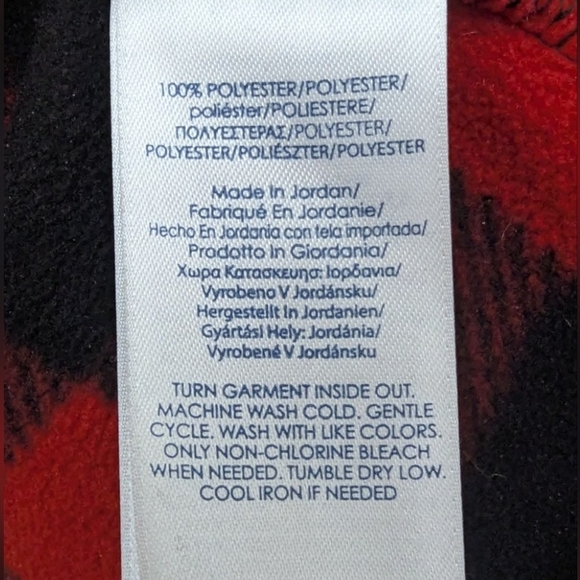 100% POLYESTER/POLYESTER/
poliéster/POLIESTERE/
ΠΟΛΥΕΣΤΕΡΑΣ/POLYESTER/
POLYESTER/POLIÉSZTER/POLYESTER
Made In Jordan/
Fabriqué En Jordanie/
Hecho En Jordania con tela importada/
Prodotto In Giordania/
Χωρα Κατασκευης: Ιορδανια/
Vyrobeno V Jordánsku/
Hergestellt In Jordanien/
Gyártási Hely: Jordánia/
Vyrobené V Jordánsku
TURN GARMENT INSIDE OUT.
MACHINE WASH COLD. GENTLE
CYCLE. WASH WITH LIKE COLORS.
ONLY NON-CHLORINE BLEACH
WHEN NEEDED. TUMBLE DRY LOW.
COOL IRON IF NEEDED